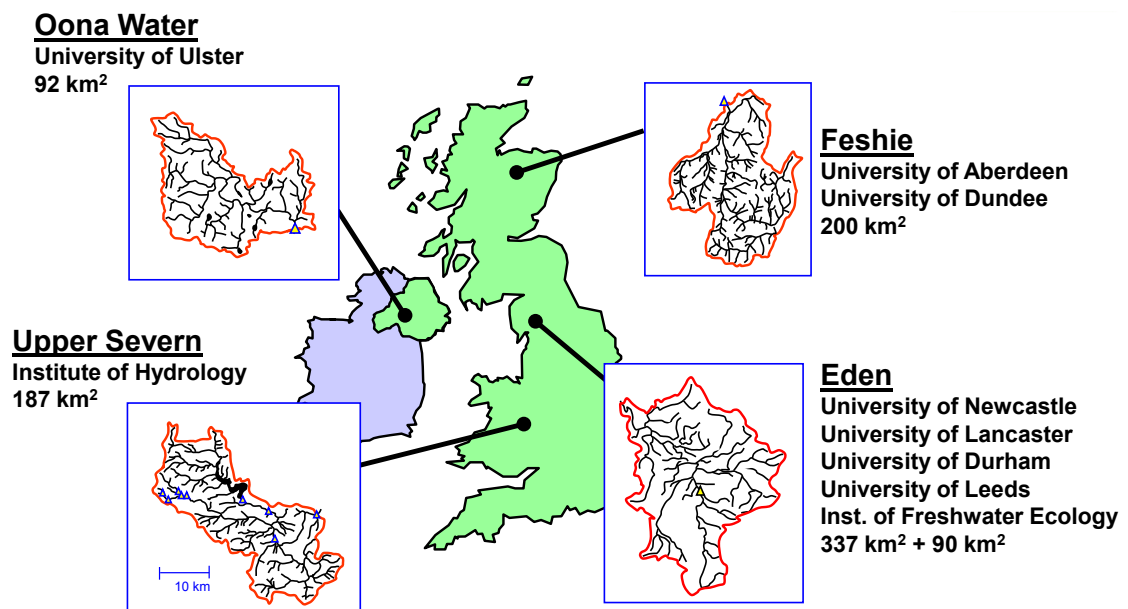 Oona Water
University of Ulster
92 km²
Feshie
University of Aberdeen
University of Dundee
200 km²
Upper Severn
Institute of Hydrology
187 km²
10 km
Eden
University of Newcastle
University of Lancaster
University of Durham
University of Leeds
Inst. of Freshwater Ecology
337 km² + 90 km²